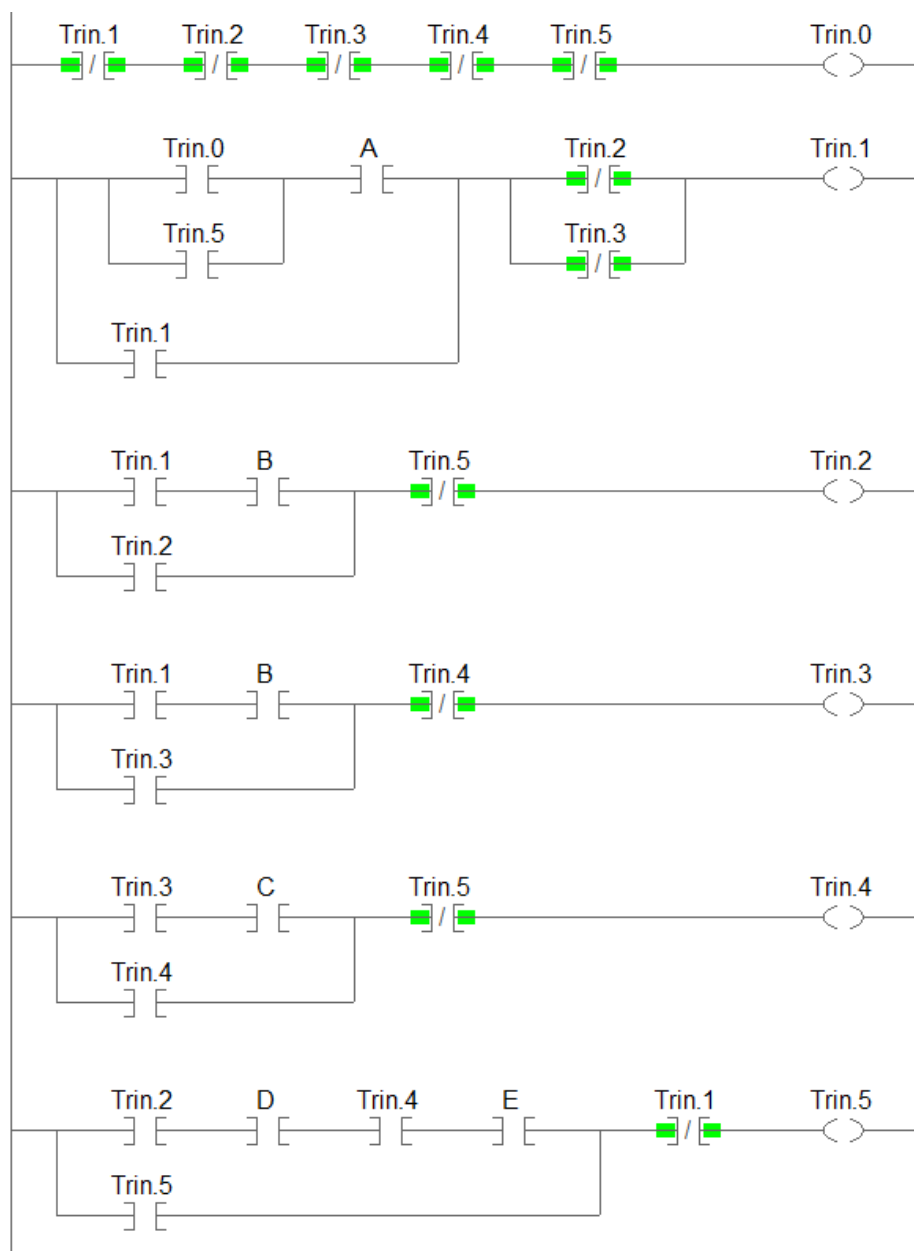 Trin.1 Trin.2 Trin.3 Trin.4 Trin.5 Trin.0
Trin.0 A Trin.2 Trin.1
Trin.5 Trin.3
Trin.1
Trin.1 B Trin.5 Trin.2
Trin.2
Trin.1 B Trin.4 Trin.3
Trin.3
Trin.3 C Trin.5 Trin.4
Trin.4
Trin.2 D Trin.4 E Trin.1 Trin.5
Trin.5